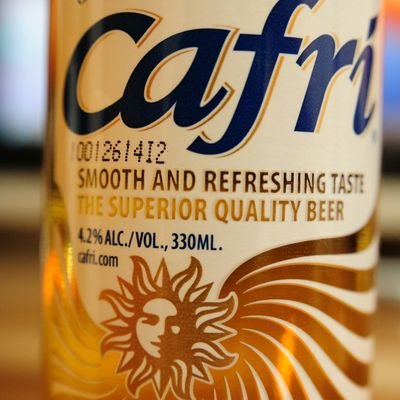 Cafri
001261412
SMOOTH AND REFRESHING TASTE
THE SUPERIOR QUALITY BEER
4.2% ALC./VOL., 330ML.
cafri.com